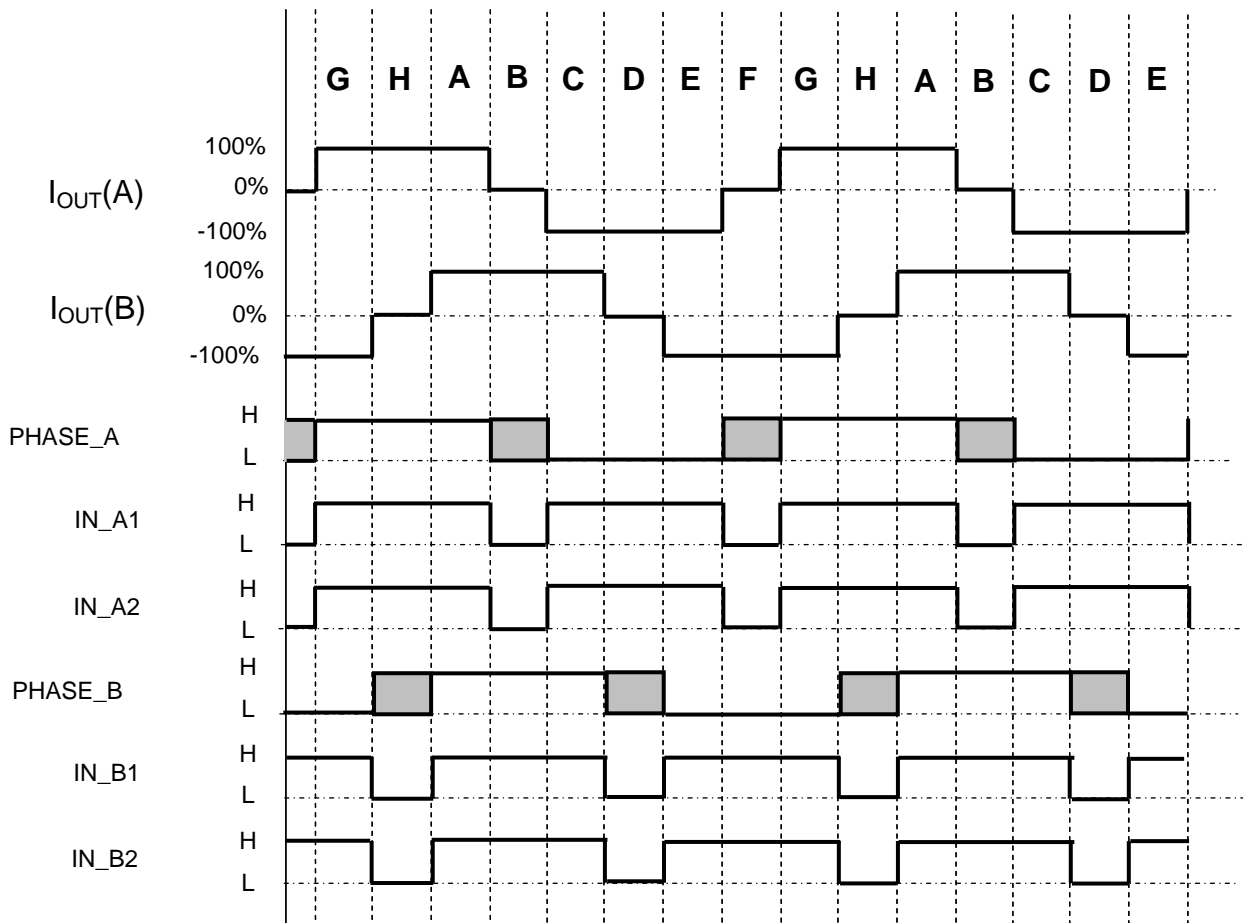 G H A B C D E F G H A B C D E
100%
I_OUT(A) 0%
-100%
100%
I_OUT(B) 0%
-100%
H
PHASE_A
L
H
IN_A1
L
H
IN_A2
L
H
PHASE_B
L
H
IN_B1
L
H
IN_B2
L